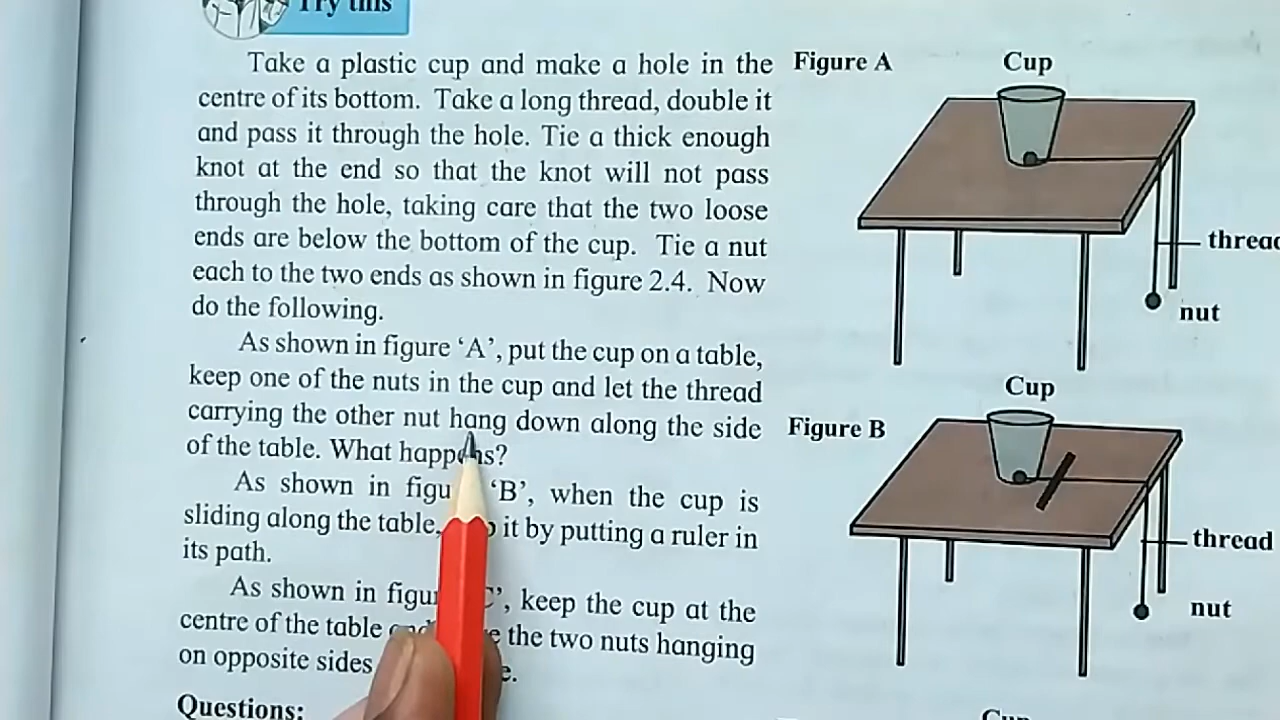 Try this
Take a plastic cup and make a hole in the
centre of its bottom. Take a long thread, double it
and pass it through the hole. Tie a thick enough
knot at the end so that the knot will not pass
through the hole, taking care that the two loose
ends are below the bottom of the cup. Tie a nut
each to the two ends as shown in figure 2.4. Now
do the following.
As shown in figure ‘A’, put the cup on a table,
keep one of the nuts in the cup and let the thread
carrying the other nut hang down along the side
of the table. What happens?
As shown in ‘B’, when the cup is
sliding along the table, it by putting a ruler in
its path.
As shown in keep the cup at the
centre of the table the two nuts hanging
on opposite sides
Questions:
Figure A
Cup
thread
nut
Cup
Figure B
thread
nut
Cup